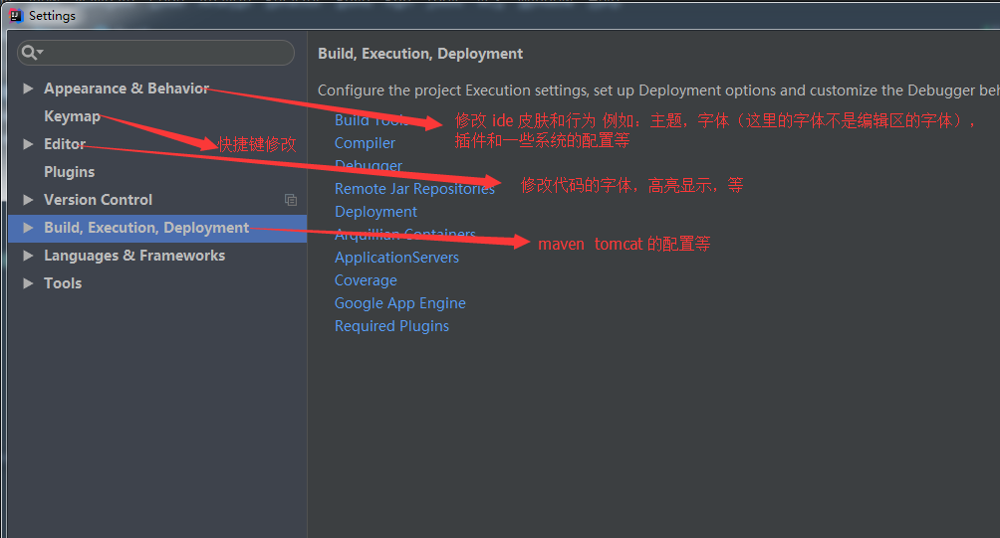 Settings
Build, Execution, Deployment
Appearance & Behavior
Configure the project Execution settings, set up Deployment options and customize the Debugger
Keymap
Build Tools
修改 ide 皮肤和行为 例如：主题，字体（这里的字体不是编辑区的字体），
插件和一些系统的配置等
Editor
快捷键修改
Compiler
Debugger
Plugins
Remote Jar Repositories
修改代码的字体，高亮显示，等
Version Control
Deployment
Build, Execution, Deployment
Arquillian Containers
maven tomcat 的配置等
Languages & Frameworks
ApplicationServers
Tools
Coverage
Google App Engine
Required Plugins